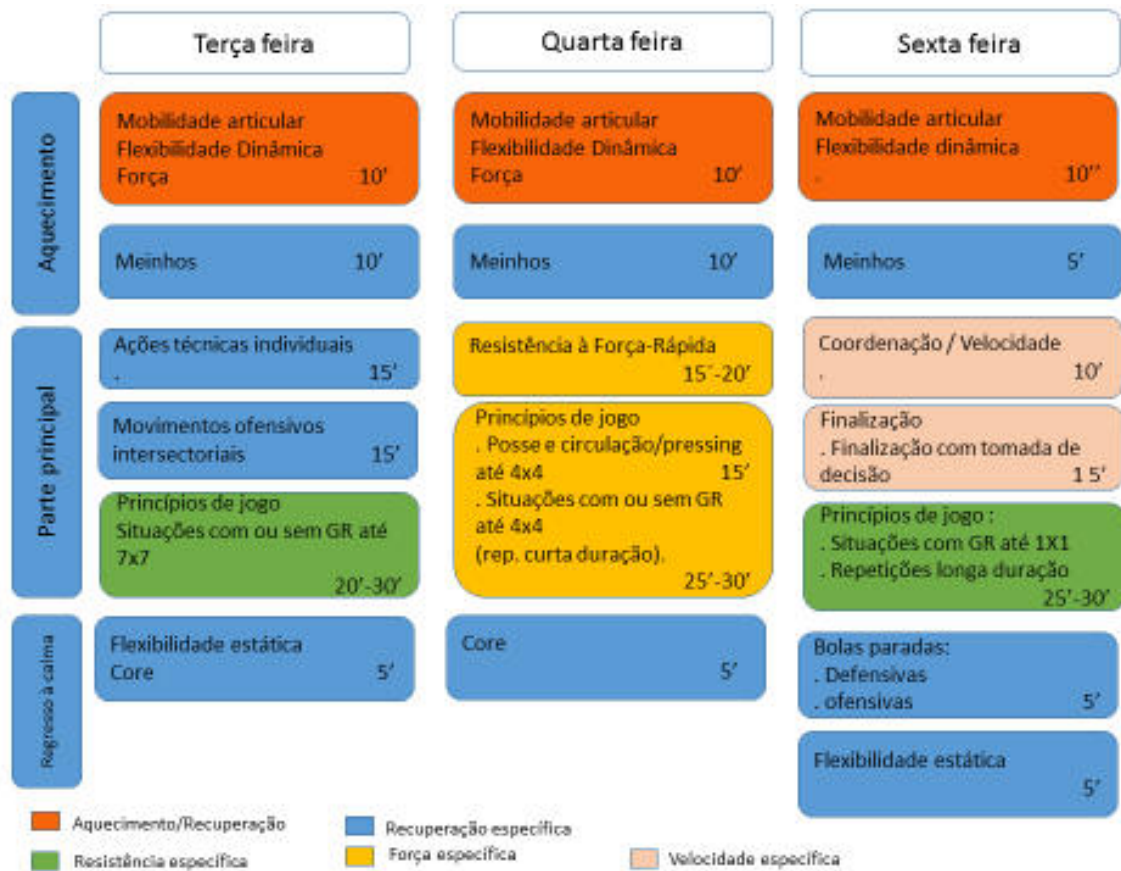 Terça feira
Quarta feira
Sexta feira
Aquecimento
Mobilidade articular
Flexibilidade Dinâmica
Força 10'
Mobilidade articular
Flexibilidade Dinâmica
Força 10'
Mobilidade articular
Flexibilidade dinâmica
. 10''
Meinhos 10'
Meinhos 10'
Meinhos 5'
Parte principal
Ações técnicas individuais
. 15'
Movimentos ofensivos
intersectoriais 15'
Princípios de jogo
Situações com ou sem GR até
7x7
20'-30'
Resistência à Força-Rápida
15´-20'
Princípios de jogo
. Posse e circulação/pressing
até 4x4 15'
. Situações com ou sem GR
até 4x4
(rep. curta duração).
25'-30'
Coordenação / Velocidade
. 10'
Finalização
. Finalização com tomada de
decisão 1 5'
Princípios de jogo :
. Situações com GR até 1X1
. Repetições longa duração
25'-30'
Regresso à calma
Flexibilidade estática
Core 5'
Core
5'
Bolas paradas:
. Defensivas
. ofensivas 5'
Flexibilidade estática
5'
Aquecimento/Recuperação
Recuperação específica
Resistência específica
Força específica
Velocidade específica